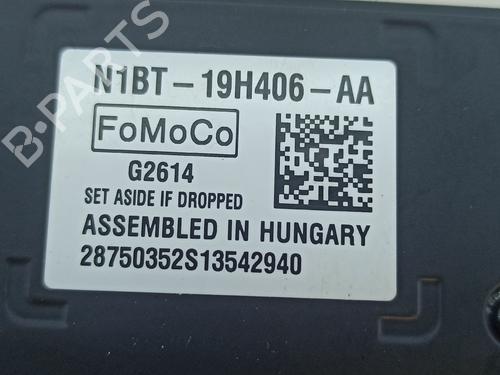 B-PARTS
N1BT-19H406-AA
FoMoCo
G2614
SET ASIDE IF DROPPED
ASSEMBLED IN HUNGARY
28750352S13542940